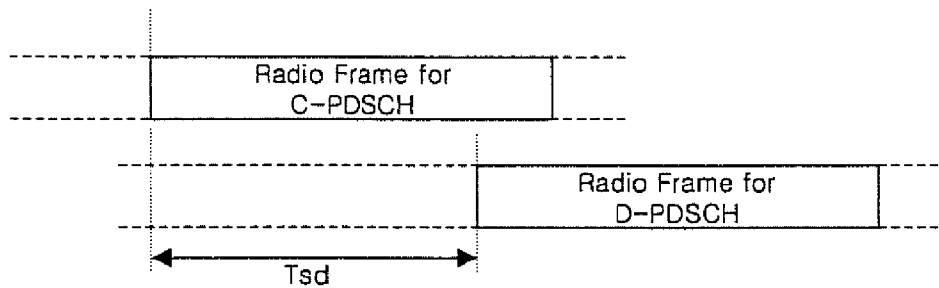 Radio Frame for
C-PDSCH
Radio Frame for
D-PDSCH
Tsd